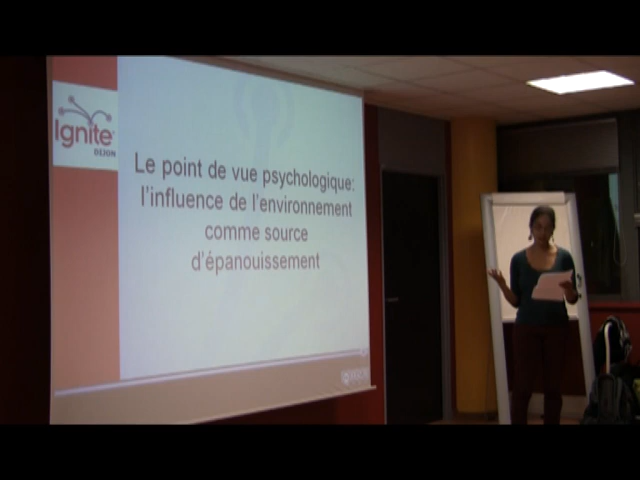 Ignite
DIJON
Le point de vue psychologique:
l'influence de l'environnement
comme source
d'épanouissement